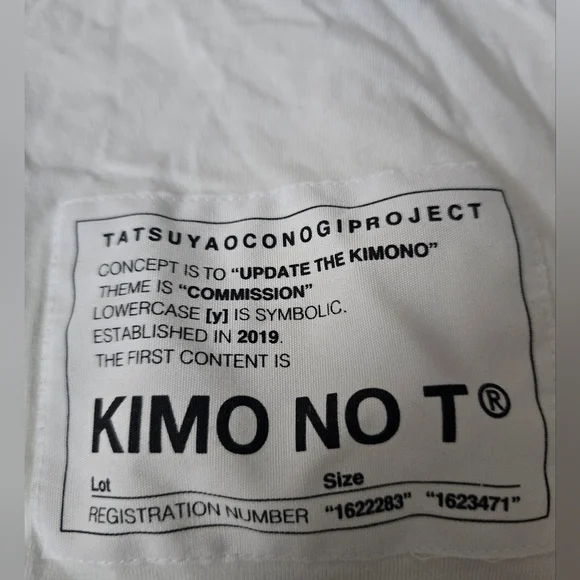 TATSUYAOCONOGIPROJECT
CONCEPT IS TO “UPDATE THE KIMONO”
THEME IS “COMMISSION”
LOWERCASE [y] IS SYMBOLIC.
ESTABLISHED IN 2019.
THE FIRST CONTENT IS
KIMO NO T®
Lot Size
REGISTRATION NUMBER “1622283” “1623471”